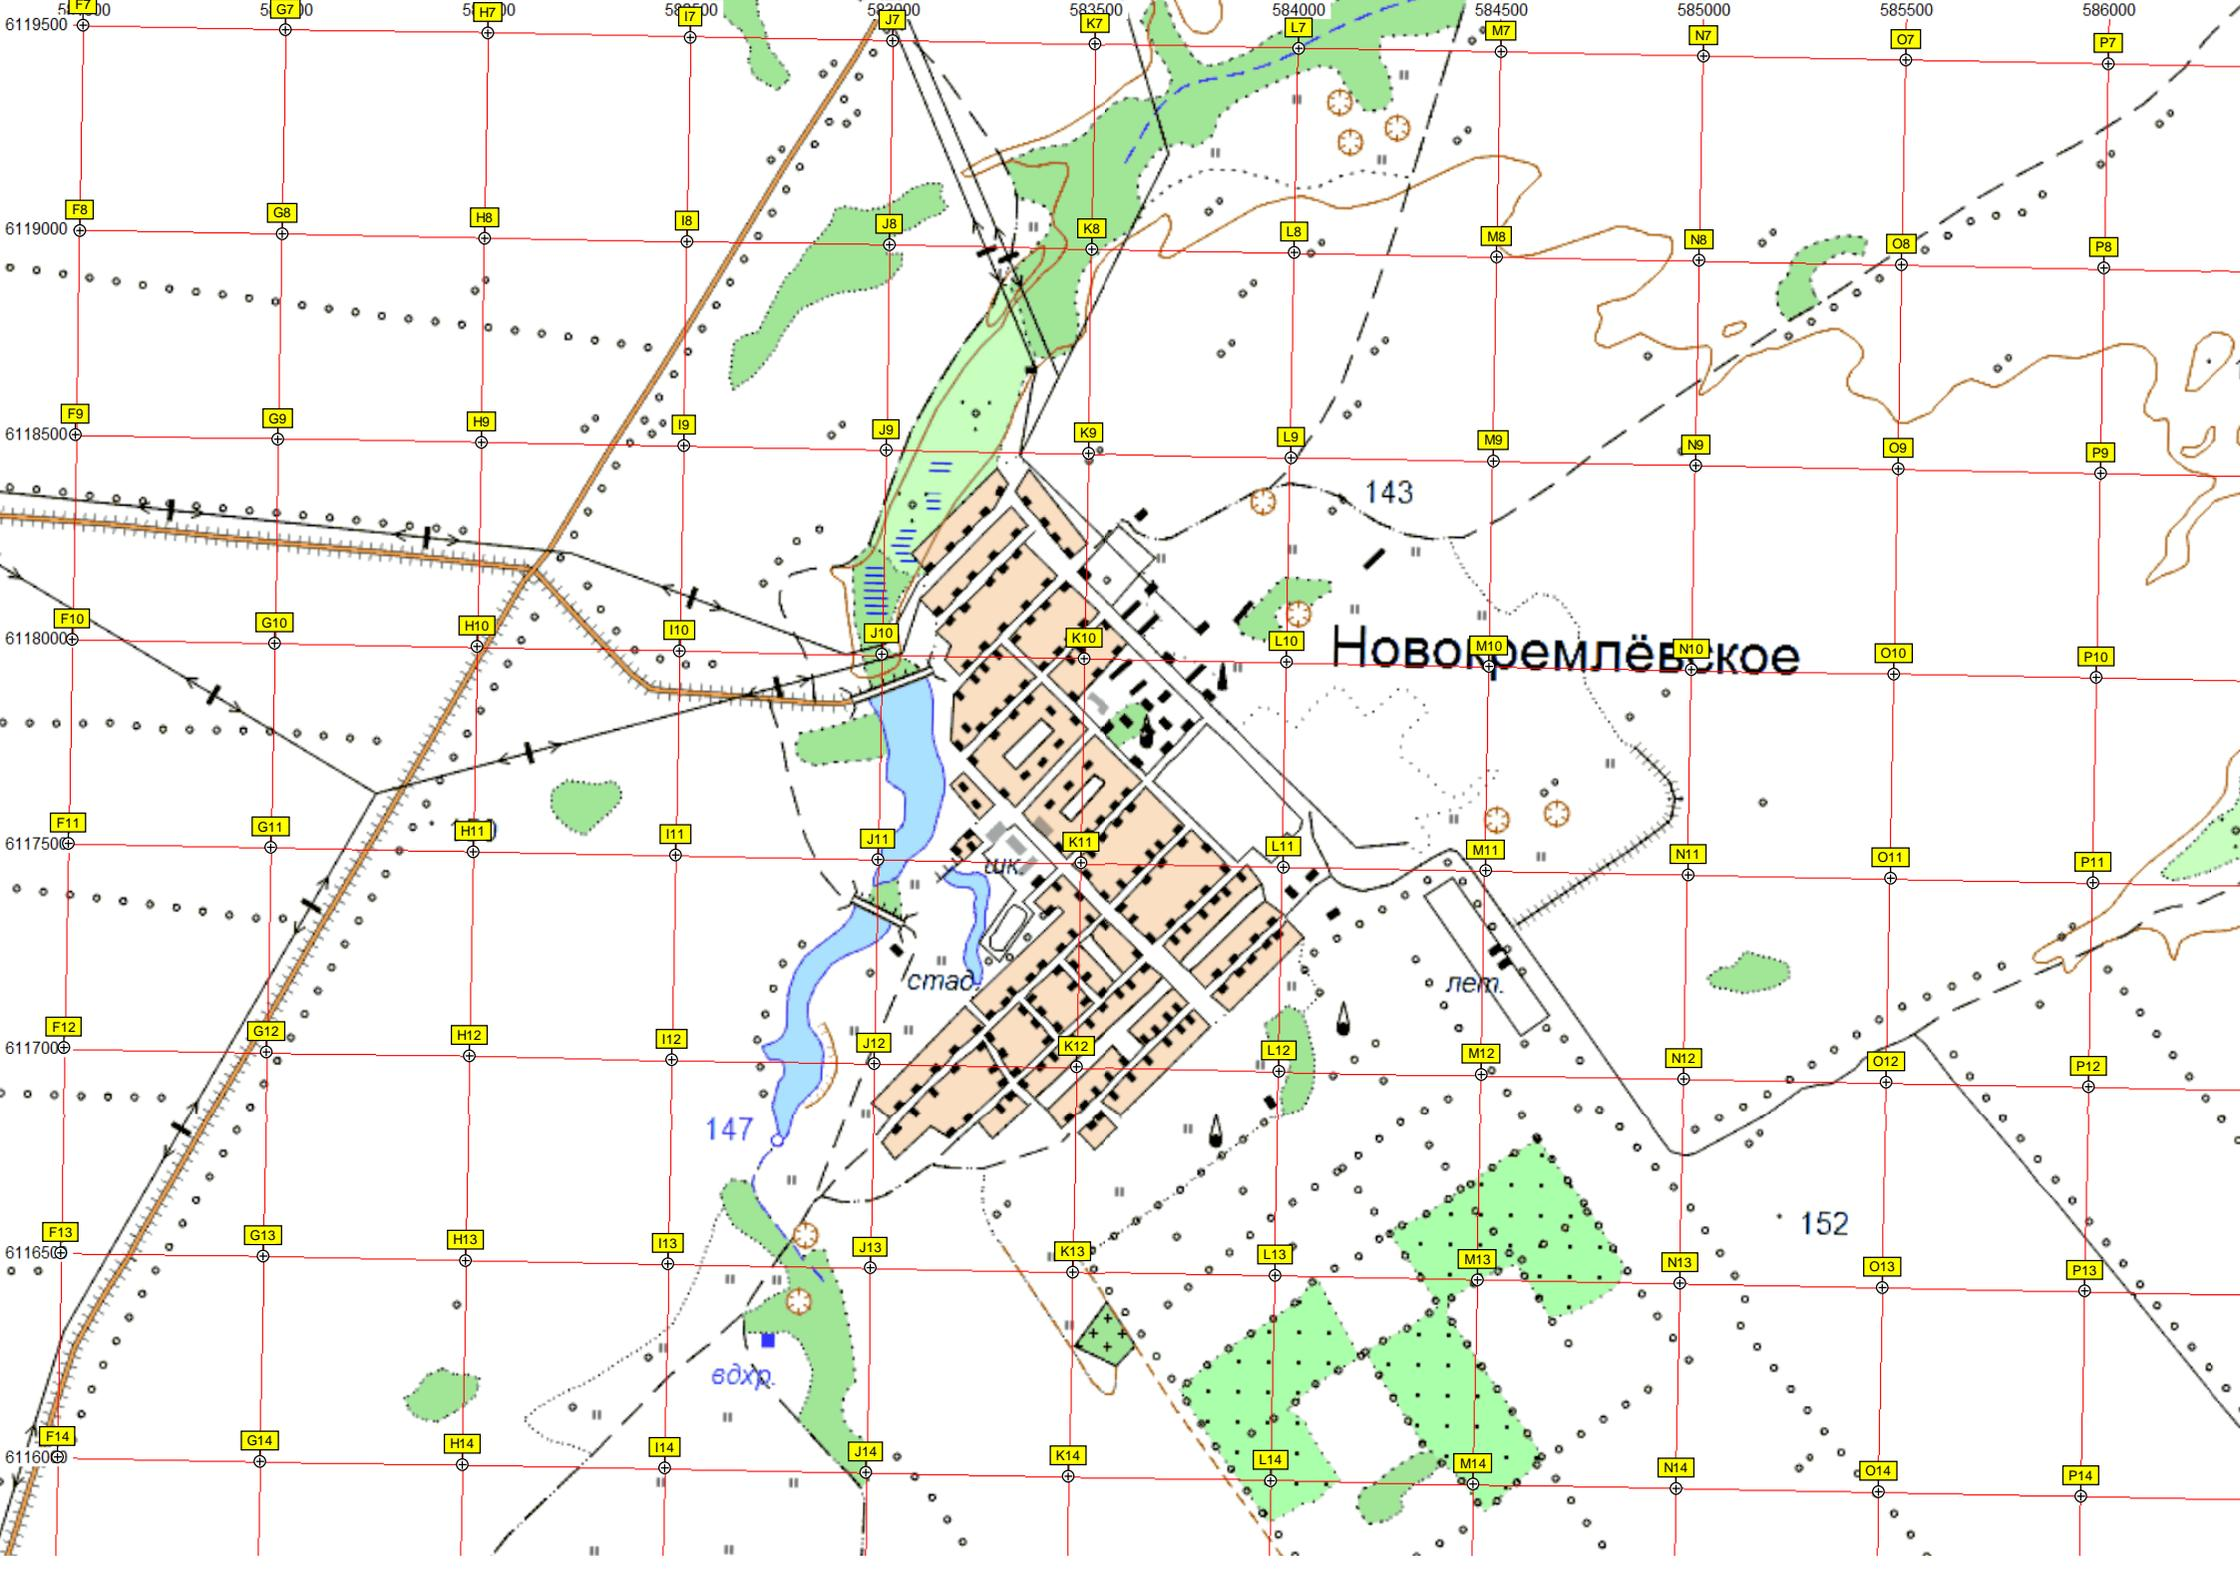 583500 584000 584500 585000 585500 586000
F7 G7 H7 I7 J7 K7 L7 M7 N7 O7 P7
6119500
F8 G8 H8 I8 J8 K8 L8 M8 N8 O8 P8
6119000
F9 G9 H9 I9 J9 K9 L9 M9 N9 O9 P9
6118500
143
F10 G10 H10 I10 J10 K10 L10 M10 N10 O10 P10
6118000
Новокремлёвское
F11 G11 H11 I11 J11 K11 L11 M11 N11 O11 P11
6117500
шк.
стад.
лет.
F12 G12 H12 I12 J12 K12 L12 M12 N12 O12 P12
6117000
147
152
F13 G13 H13 I13 J13 K13 L13 M13 N13 O13 P13
611650
вдхр.
F14 G14 H14 I14 J14 K14 L14 M14 N14 O14 P14
611600